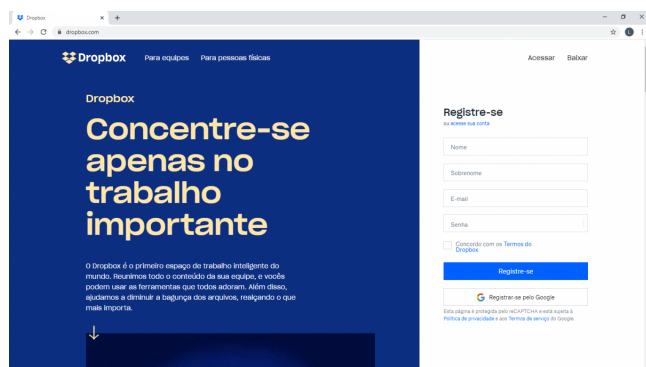 Dropbox
dropbox.com
L
Dropbox
Para equipes
Para pessoas físicas
Acessar
Baixar
Dropbox
Concentre-se
apenas no
trabalho
importante
O Dropbox é o primeiro espaço de trabalho inteligente do
mundo. Reunimos todo o conteúdo da sua equipe, e vocês
podem usar as ferramentas que todos adoram. Além disso,
ajudamos a diminuir a bagunça dos arquivos, realçando o que
mais importa.
Registre-se
ou acesse sua conta
Nome
Sobrenome
E-mail
Senha
Concordo com os Termos do
Dropbox
Registre-se
Registrar-se pelo Google
Esta página é protegida pelo reCAPTCHA e está sujeita à
Política de privacidade e aos Termos de serviço do Google.